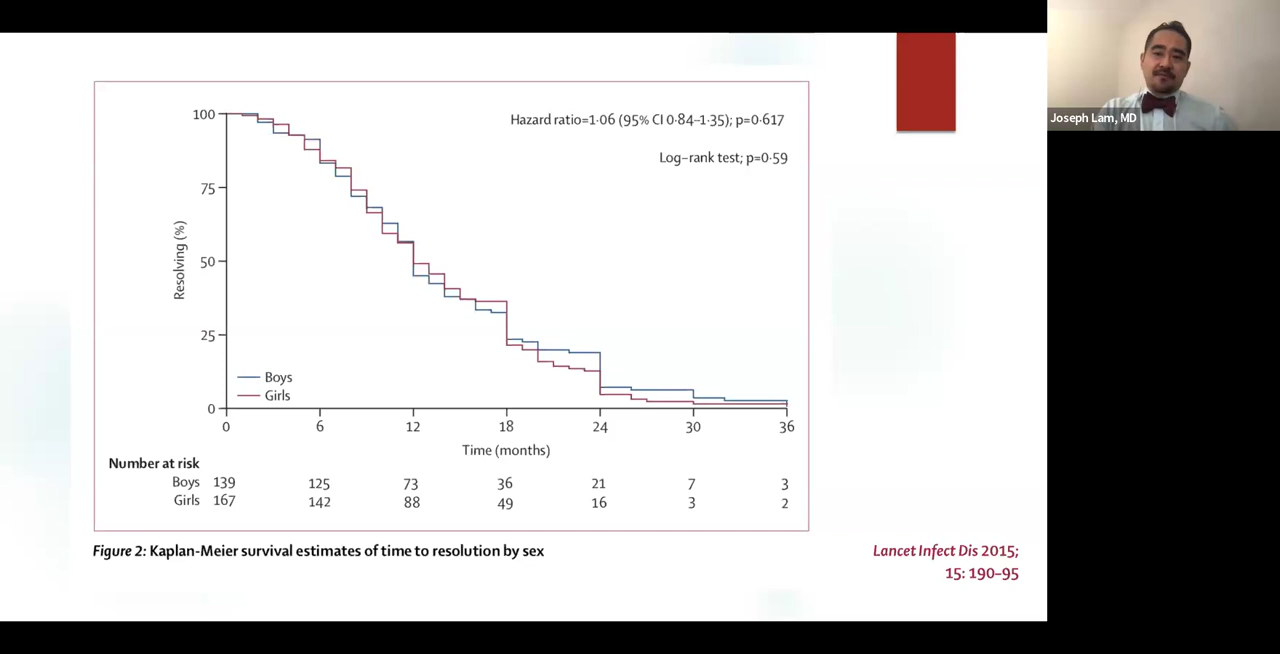 Joseph Lam, MD
Hazard ratio=1·06 (95% CI 0·84–1·35); p=0·617
Log–rank test; p=0·59
100
75
50
25
0
Resolving (%)
Boys
Girls
0 6 12 18 24 30 36
Time (months)
Number at risk
Boys 139 125 73 36 21 7 3
Girls 167 142 88 49 16 3 2
Figure 2: Kaplan-Meier survival estimates of time to resolution by sex
Lancet Infect Dis 2015;
15: 190–95